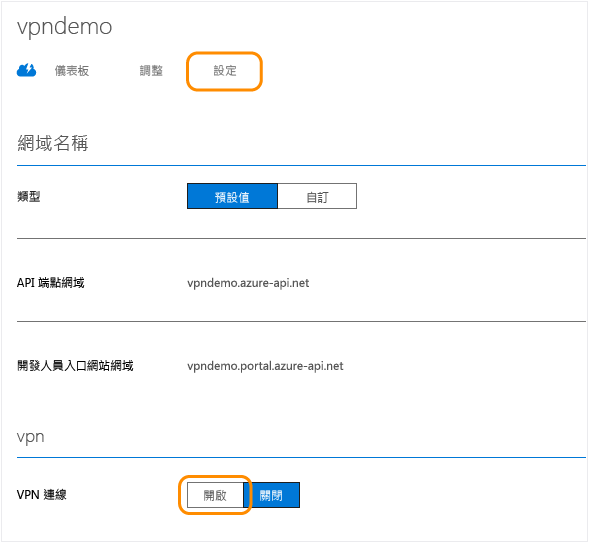 vpndemo
儀表板 調整 設定
網域名稱
類型 預設值 自訂
API 端點網域 vpndemo.azure-api.net
開發人員入口網站網域 vpndemo.portal.azure-api.net
vpn
VPN 連線 開啟 關閉